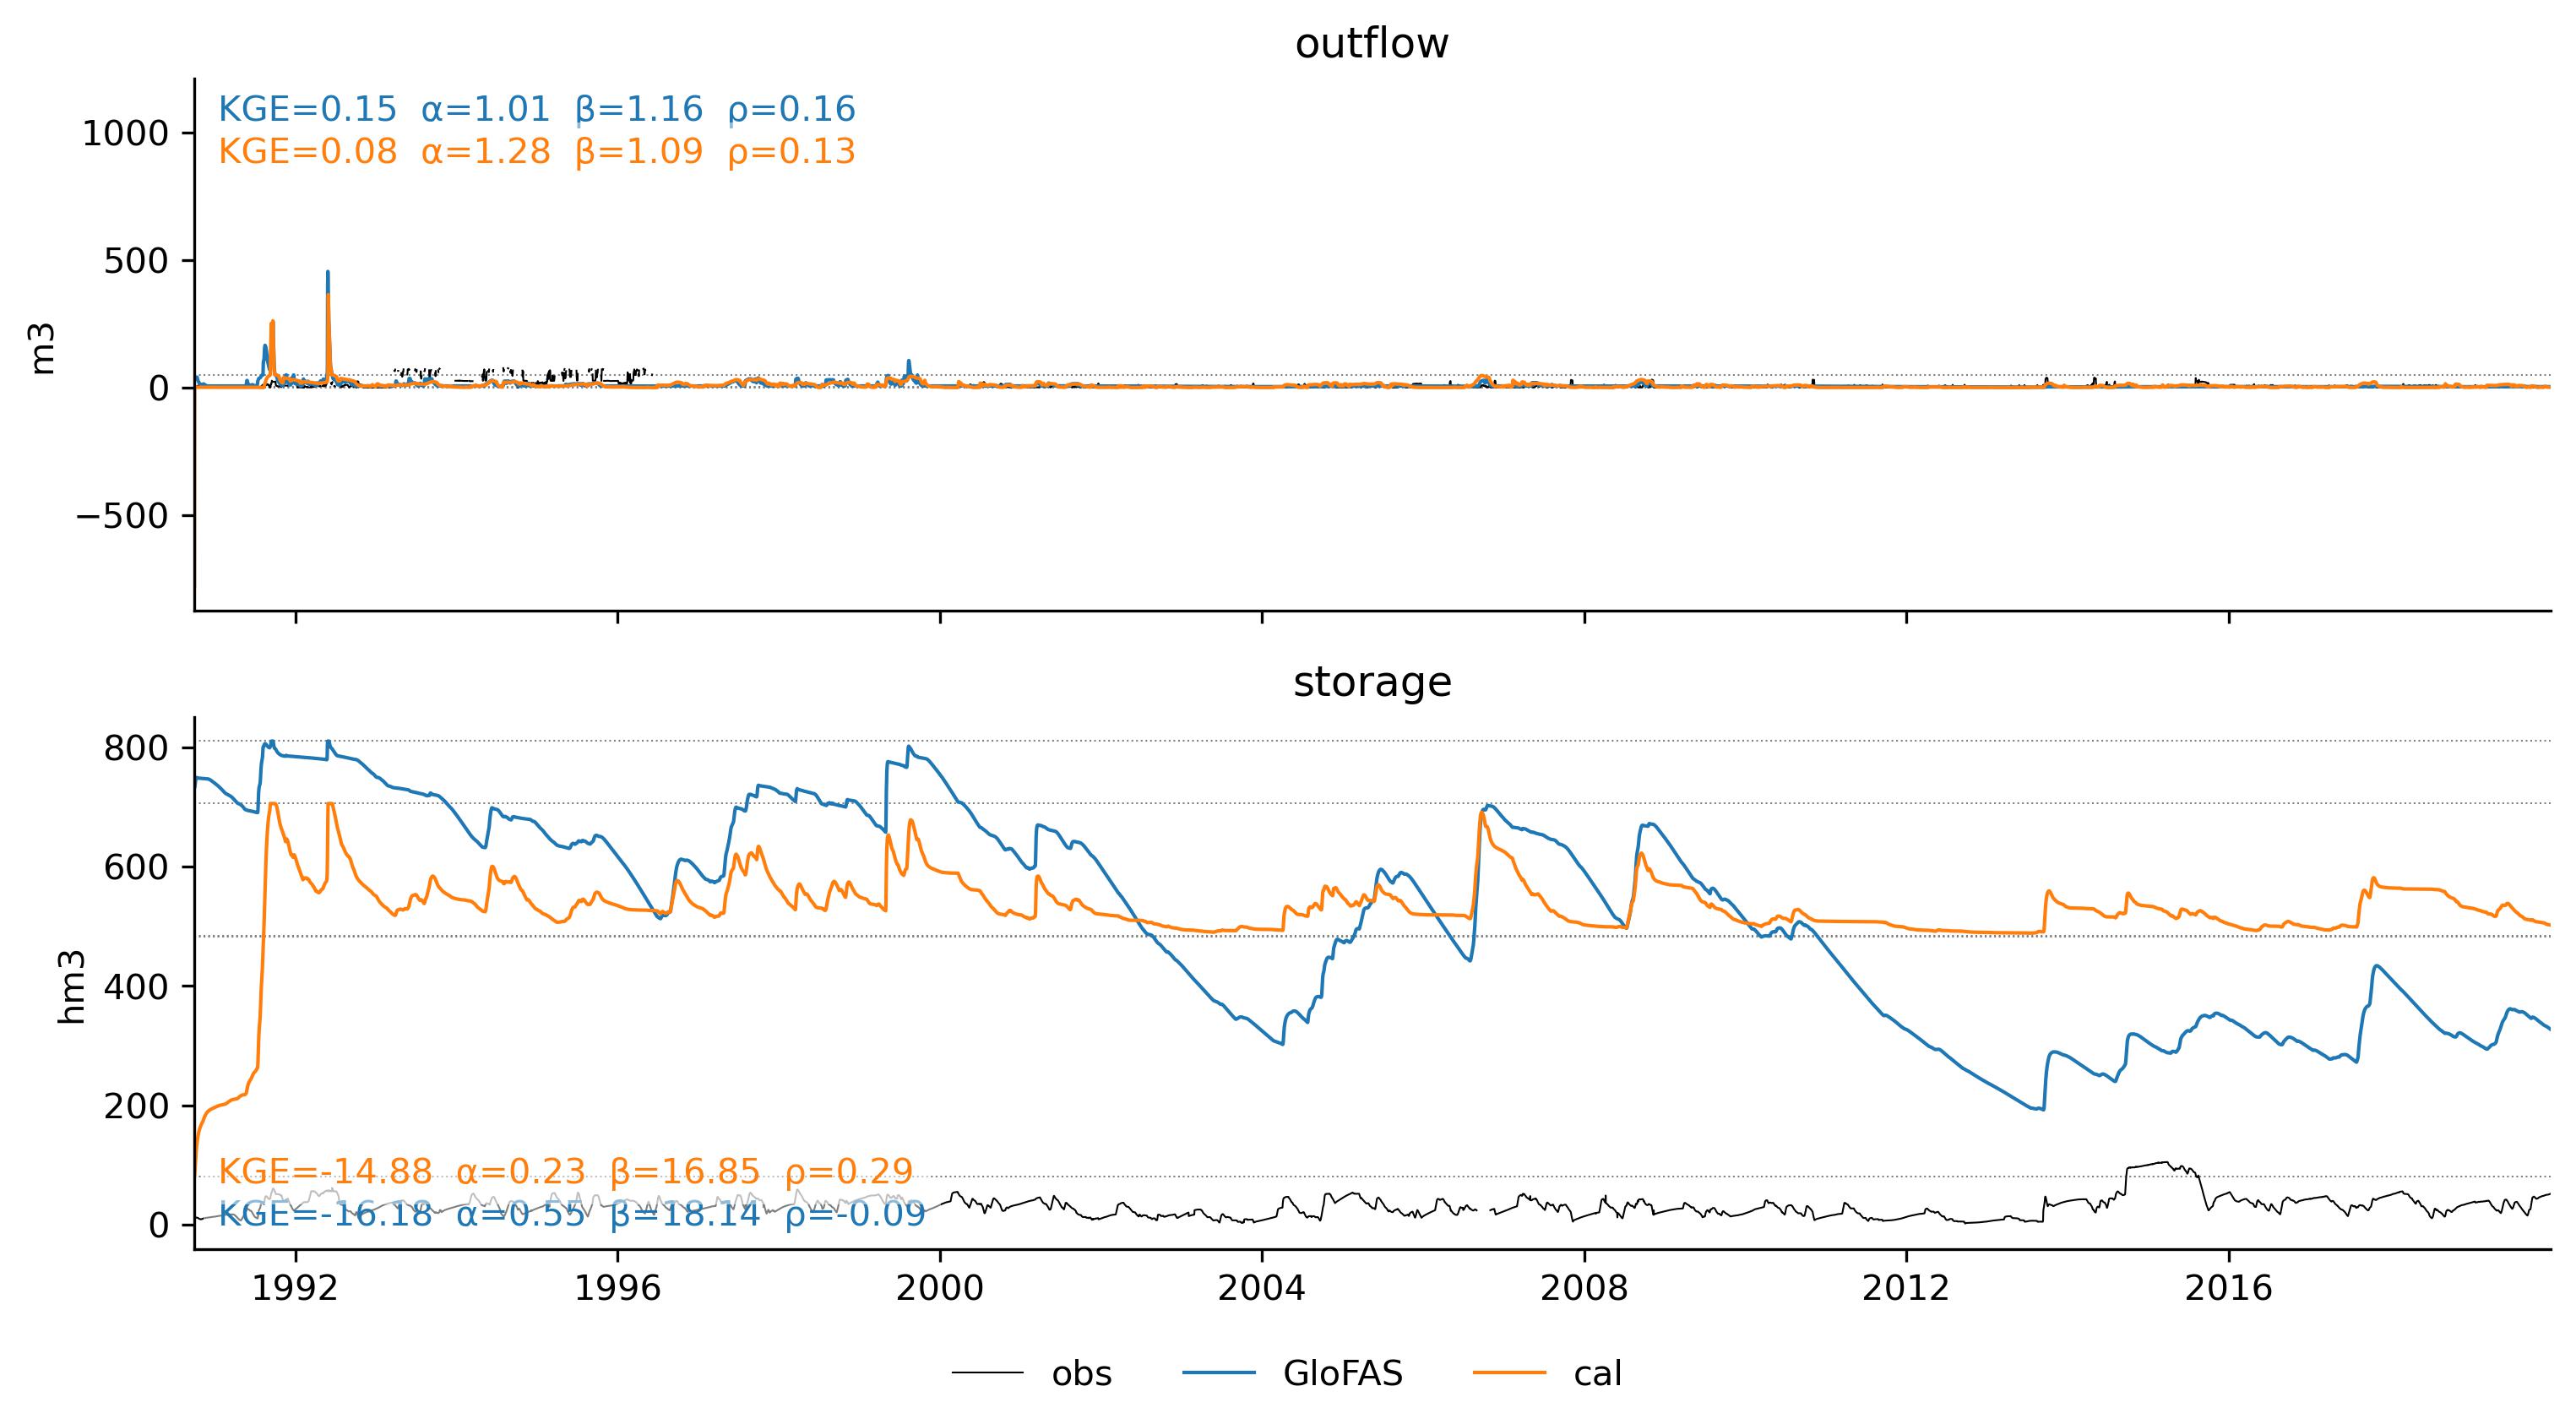 outflow
KGE=0.15 α=1.01 β=1.16 ρ=0.16
KGE=0.08 α=1.28 β=1.09 ρ=0.13
1000
500
0
−500
m3
storage
800
600
400
200
0
hm3
KGE=-14.88 α=0.23 β=16.85 ρ=0.29
KGE=-16.18 α=0.55 β=18.14 ρ=-0.09
1992 1996 2000 2004 2008 2012 2016
obs GloFAS cal